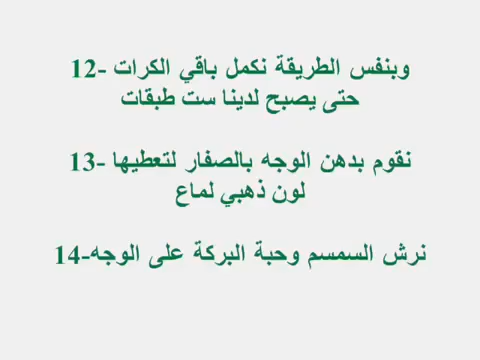 12- وبنفس الطريقة نكمل باقي الكرات
حتى يصبح لدينا ست طبقات
13- نقوم بدهن الوجه بالصفار لتعطيها
لون ذهبي لماع
14-نرش السمسم وحبة البركة على الوجه